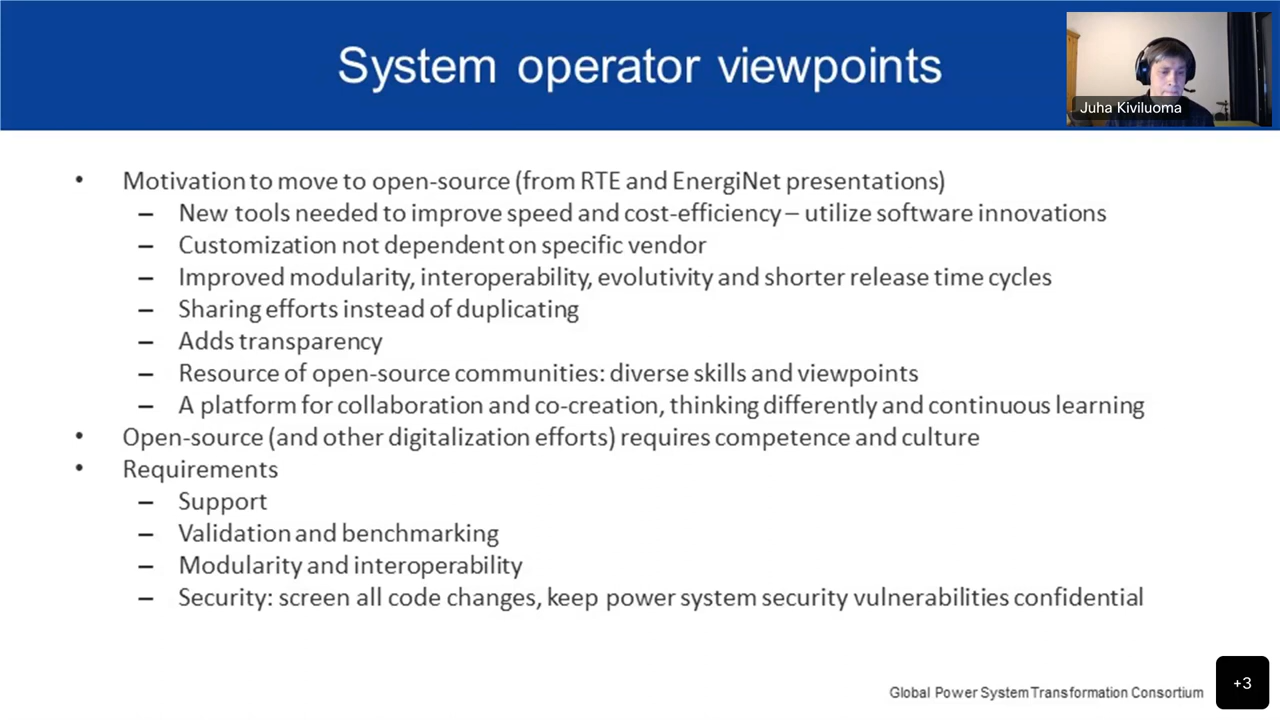 System operator viewpoints
Juha Kiviluoma
• Motivation to move to open-source (from RTE and EnergiNet presentations)
– New tools needed to improve speed and cost-efficiency – utilize software innovations
– Customization not dependent on specific vendor
– Improved modularity, interoperability, evolutivity and shorter release time cycles
– Sharing efforts instead of duplicating
– Adds transparency
– Resource of open-source communities: diverse skills and viewpoints
– A platform for collaboration and co-creation, thinking differently and continuous learning
• Open-source (and other digitalization efforts) requires competence and culture
• Requirements
– Support
– Validation and benchmarking
– Modularity and interoperability
– Security: screen all code changes, keep power system security vulnerabilities confidential
Global Power System Transformation Consortium
+3